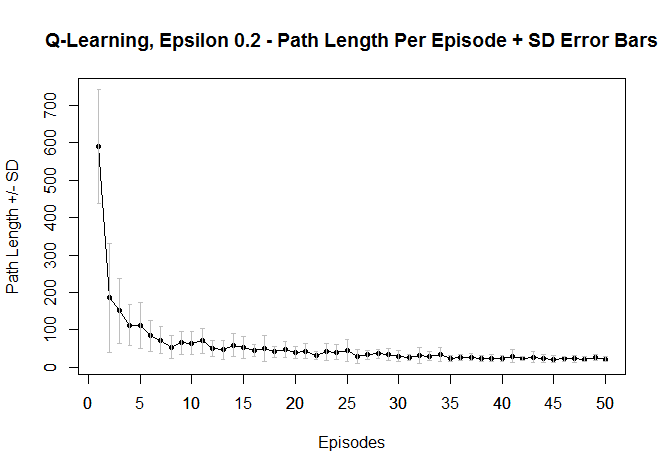 Q-Learning, Epsilon 0.2 - Path Length Per Episode + SD Error Bars
Path Length +/- SD
700
600
500
400
300
200
100
0
0 5 10 15 20 25 30 35 40 45 50
Episodes